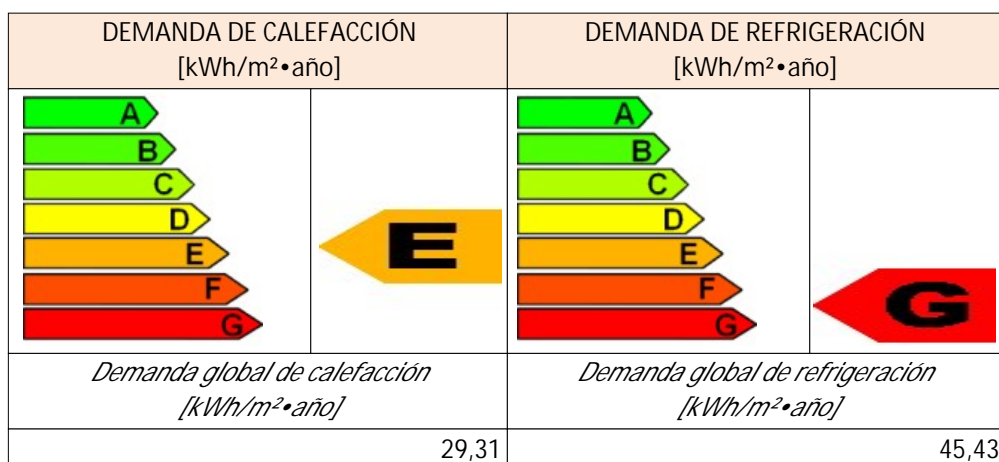 DEMANDA DE CALEFACCIÓN
[kWh/m²•año]
DEMANDA DE REFRIGERACIÓN
[kWh/m²•año]
A
B
C
D
E
F
G
E
A
B
C
D
E
F
G
G
Demanda global de calefacción
[kWh/m²•año]
Demanda global de refrigeración
[kWh/m²•año]
29,31
45,43